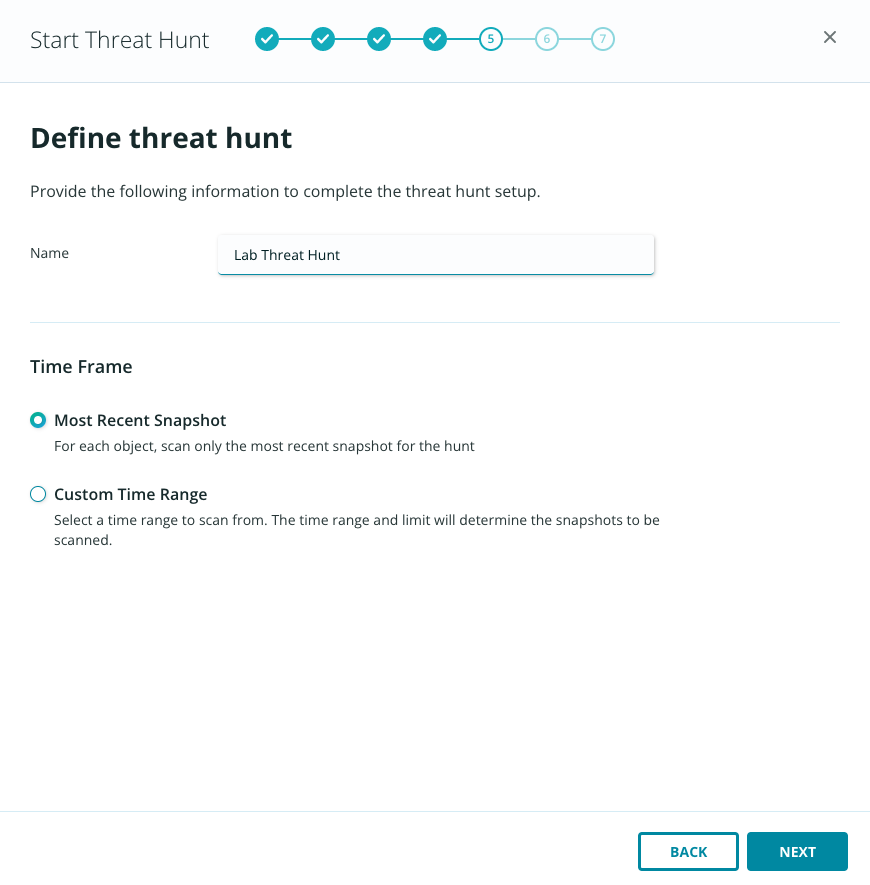 Start Threat Hunt
5
6
7
Define threat hunt
Provide the following information to complete the threat hunt setup.
Name
Lab Threat Hunt
Time Frame
Most Recent Snapshot
For each object, scan only the most recent snapshot for the hunt
Custom Time Range
Select a time range to scan from. The time range and limit will determine the snapshots to be
scanned.
BACK
NEXT